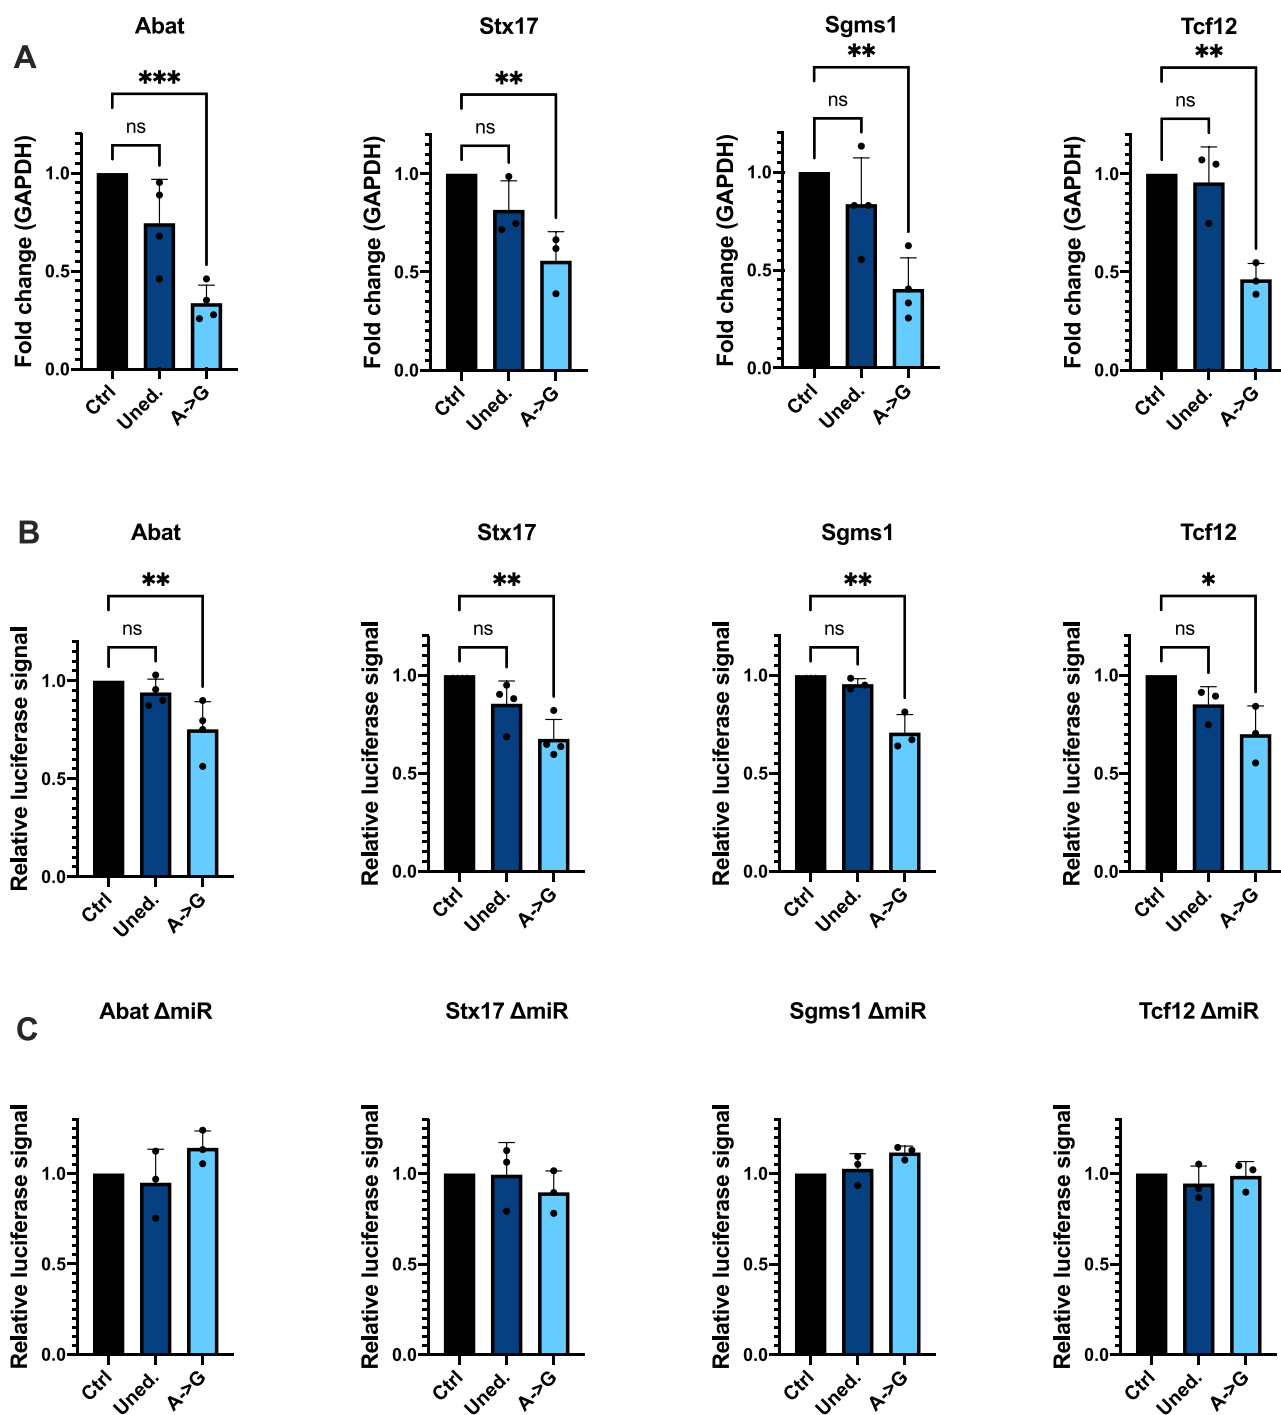 A
Abat
Stx17
Sgms1
Tcf12
***
**
**
**
ns
ns
ns
ns
Fold change (GAPDH)
1.0
0.5
0.0
Ctrl
Uned.
A->G
Fold change (GAPDH)
1.0
0.5
0.0
Ctrl
Uned.
A->G
Fold change (GAPDH)
1.0
0.5
0.0
Ctrl
Uned.
A->G
Fold change (GAPDH)
1.0
0.5
0.0
Ctrl
Uned.
A->G
B
Abat
Stx17
Sgms1
Tcf12
**
**
**
*
ns
ns
ns
ns
Relative luciferase signal
1.0
0.5
0.0
Ctrl
Uned.
A->G
Relative luciferase signal
1.0
0.5
0.0
Ctrl
Uned.
A->G
Relative luciferase signal
1.0
0.5
0.0
Ctrl
Uned.
A->G
Relative luciferase signal
1.0
0.5
0.0
Ctrl
Uned.
A->G
C
Abat ΔmiR
Stx17 ΔmiR
Sgms1 ΔmiR
Tcf12 ΔmiR
Relative luciferase signal
1.0
0.5
0.0
Ctrl
Uned.
A->G
Relative luciferase signal
1.0
0.5
0.0
Ctrl
Uned.
A->G
Relative luciferase signal
1.0
0.5
0.0
Ctrl
Uned.
A->G
Relative luciferase signal
1.0
0.5
0.0
Ctrl
Uned.
A->G